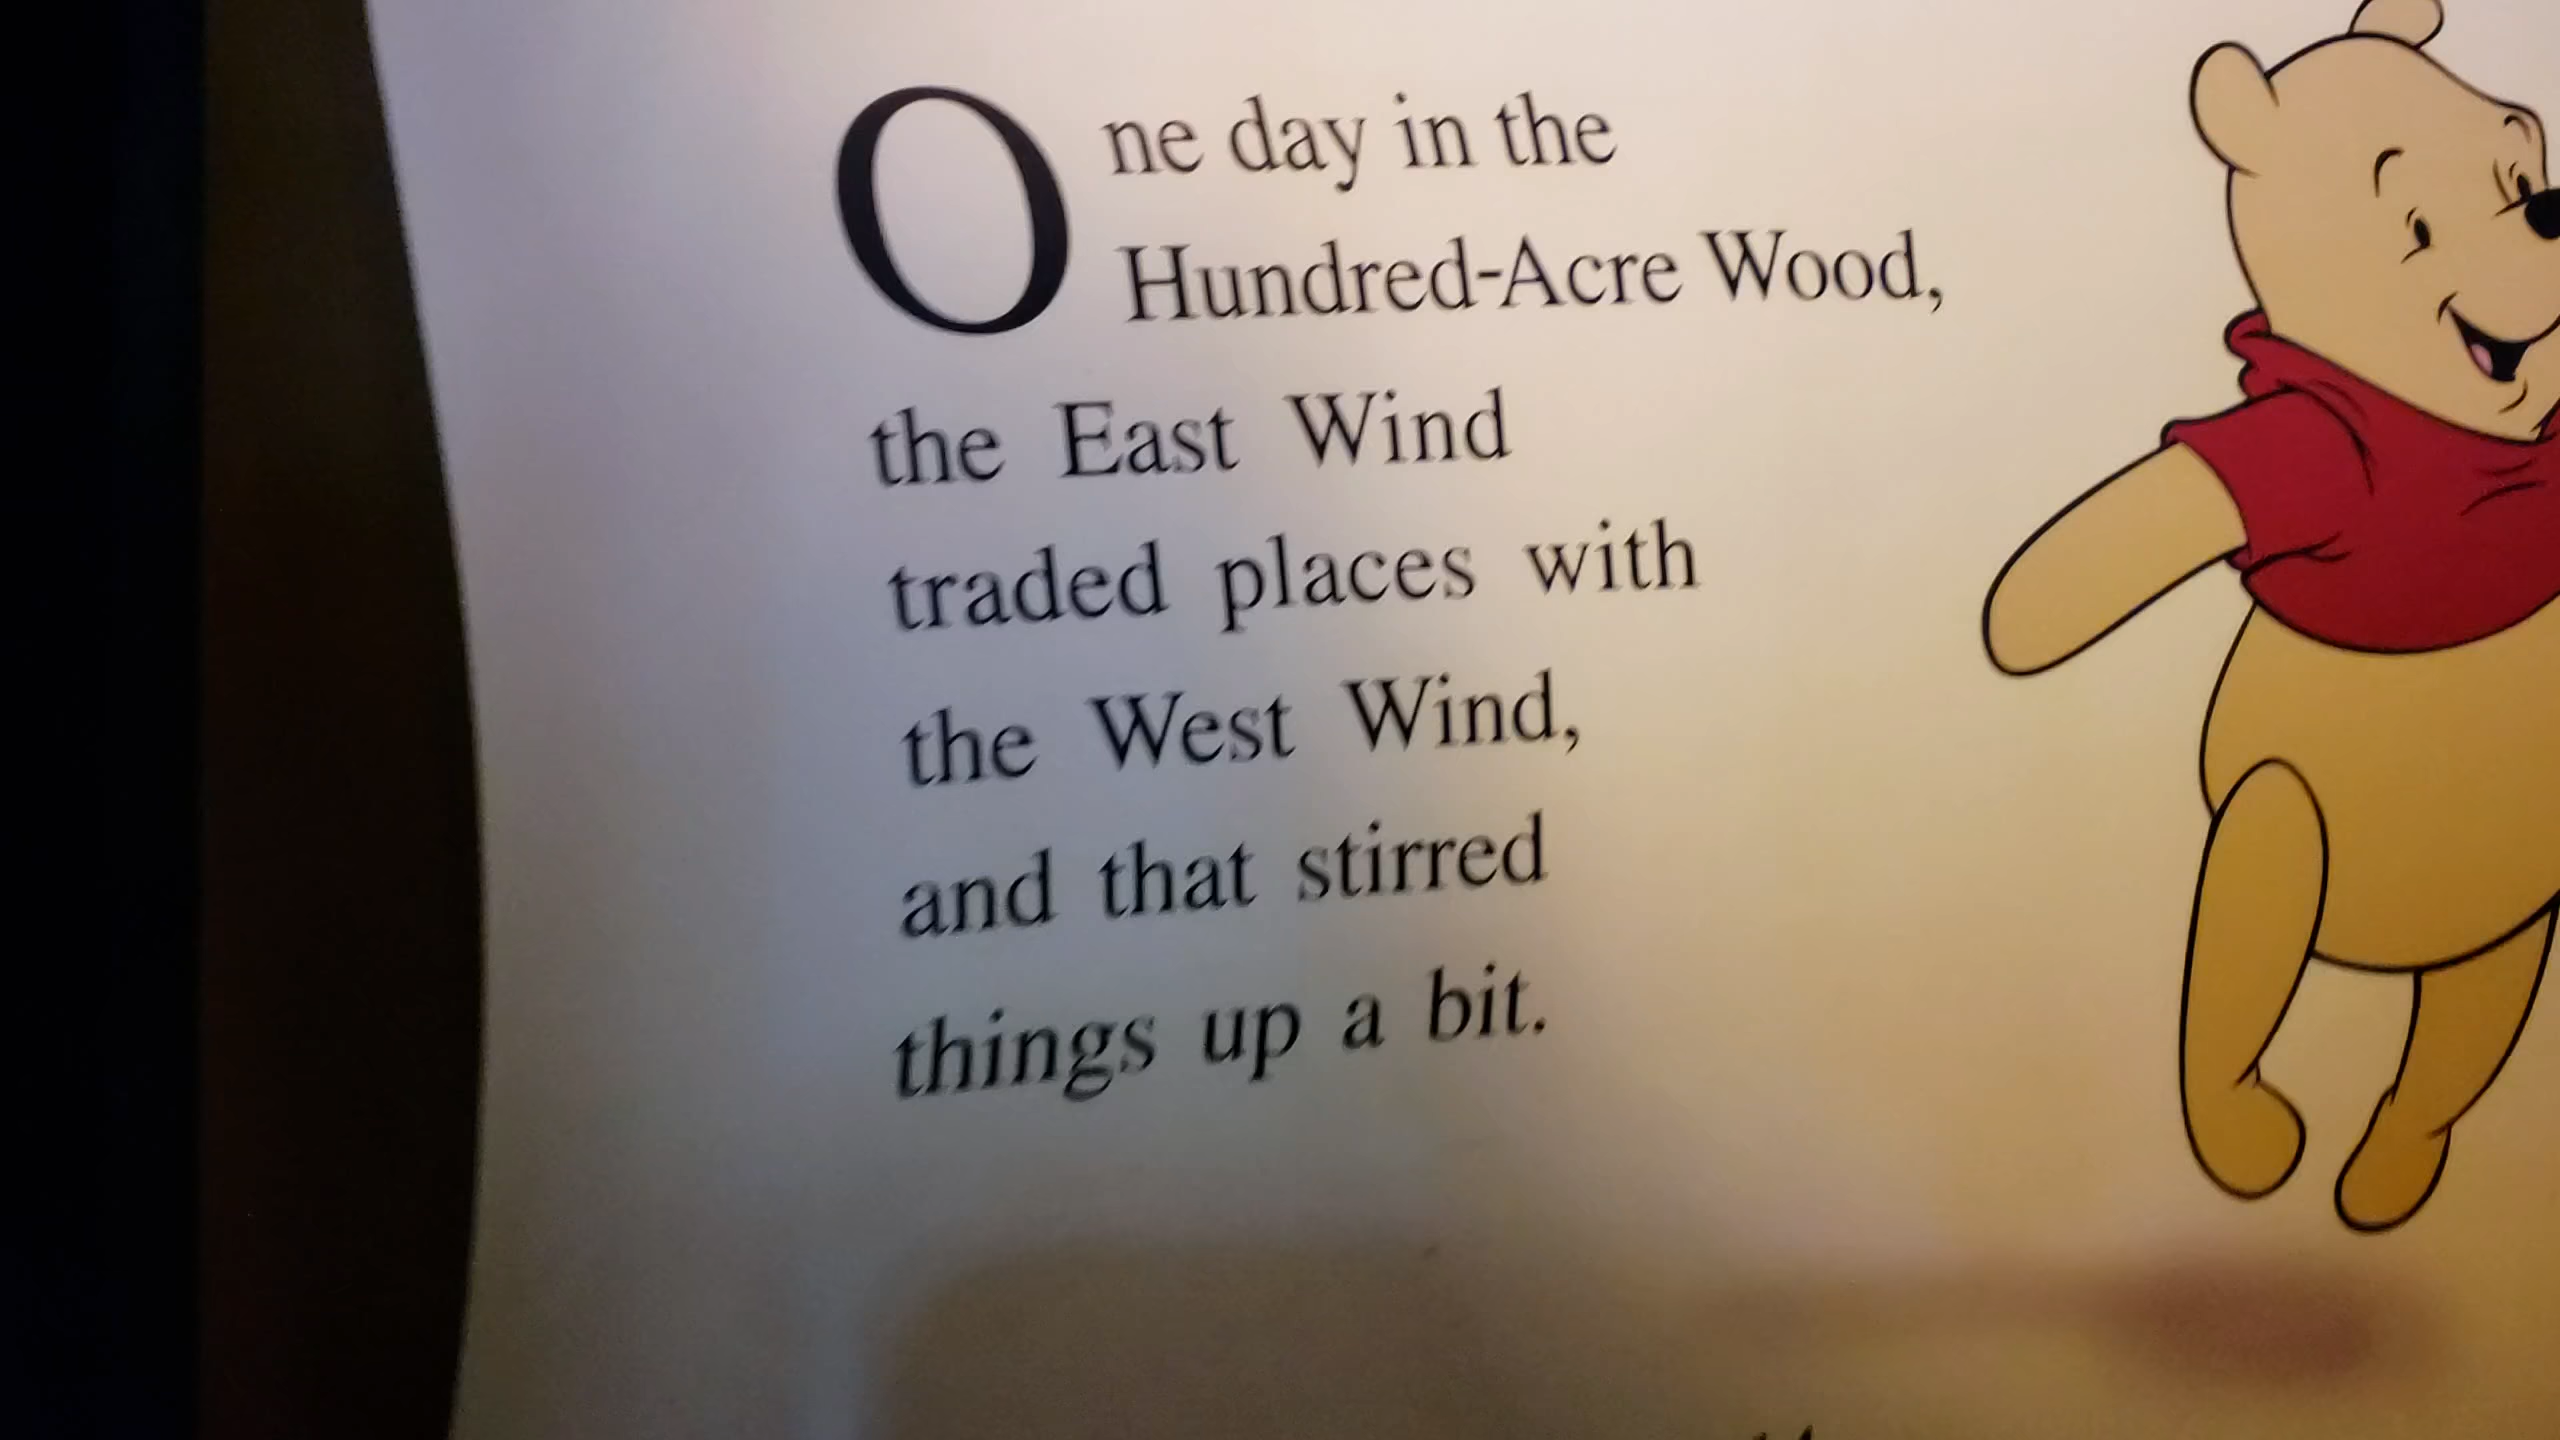 One day in the
Hundred-Acre Wood,
the East Wind
traded places with
the West Wind,
and that stirred
things up a bit.